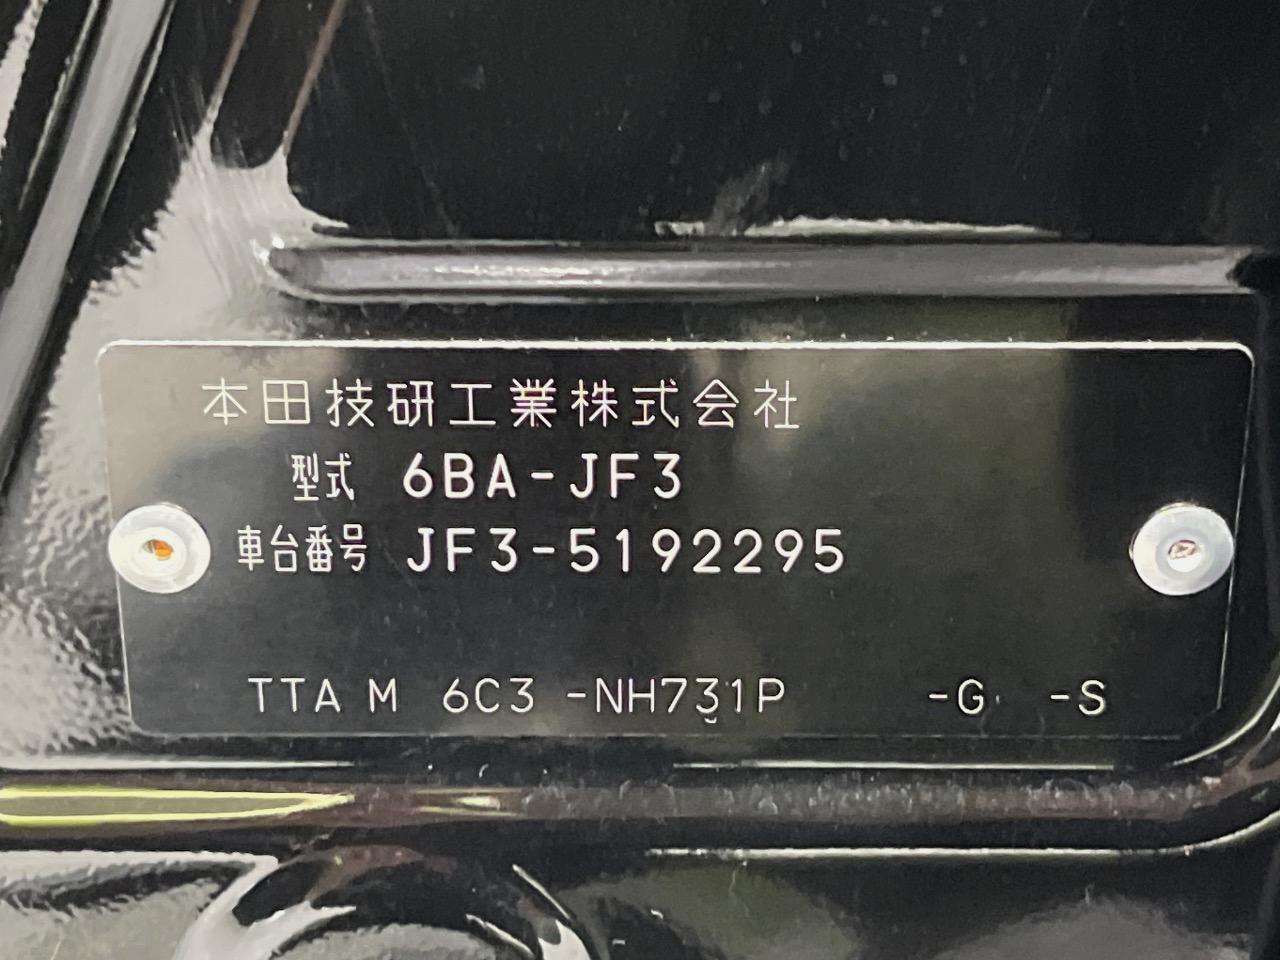 本田技研工業株式会社
型式 6BA-JF3
車台番号 JF3-5192295
TTA M 6C3 -NH731P -G -S